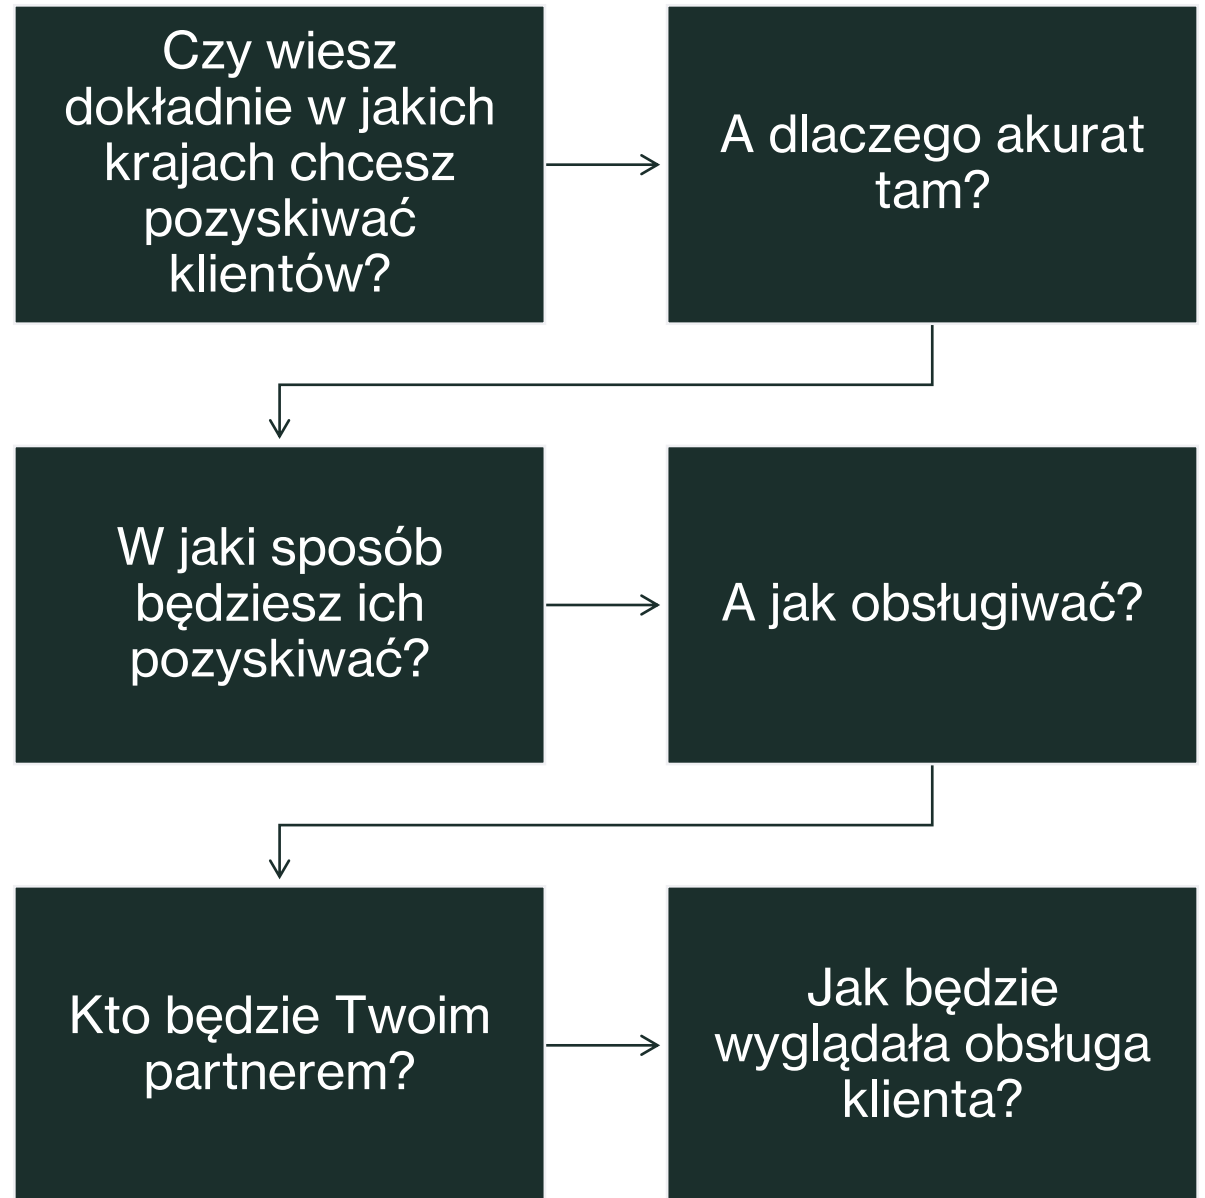 Czy wiesz
dokładnie w jakich
krajach chcesz
pozyskiwać
klientów?
A dlaczego akurat
tam?
W jaki sposób
będziesz ich
pozyskiwać?
A jak obsługiwać?
Kto będzie Twoim
partnerem?
Jak będzie
wyglądała obsługa
klienta?